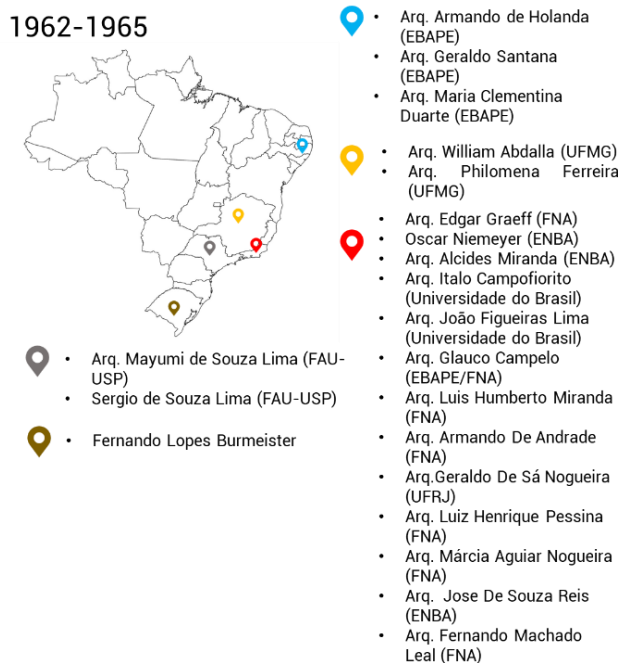 1962-1965
• Arq. Armando de Holanda
(EBAPE)
• Arq. Geraldo Santana
(EBAPE)
• Arq. Maria Clementina
Duarte (EBAPE)
• Arq. William Abdalla (UFMG)
• Arq. Philomena Ferreira
(UFMG)
• Arq. Edgar Graeff (FNA)
• Oscar Niemeyer (ENBA)
• Arq. Alcides Miranda (ENBA)
• Arq. Italo Campofiorito
(Universidade do Brasil)
• Arq. João Figueiras Lima
(Universidade do Brasil)
• Arq. Glauco Campelo
(EBAPE/FNA)
• Arq. Luis Humberto Miranda
(FNA)
• Arq. Armando De Andrade
(FNA)
• Arq.Geraldo De Sá Nogueira
(UFRJ)
• Arq. Luiz Henrique Pessina
(FNA)
• Arq. Márcia Aguiar Nogueira
(FNA)
• Arq. Jose De Souza Reis
(ENBA)
• Arq. Fernando Machado
Leal (FNA)
• Arq. Mayumi de Souza Lima (FAU-
USP)
• Sergio de Souza Lima (FAU-USP)
• Fernando Lopes Burmeister